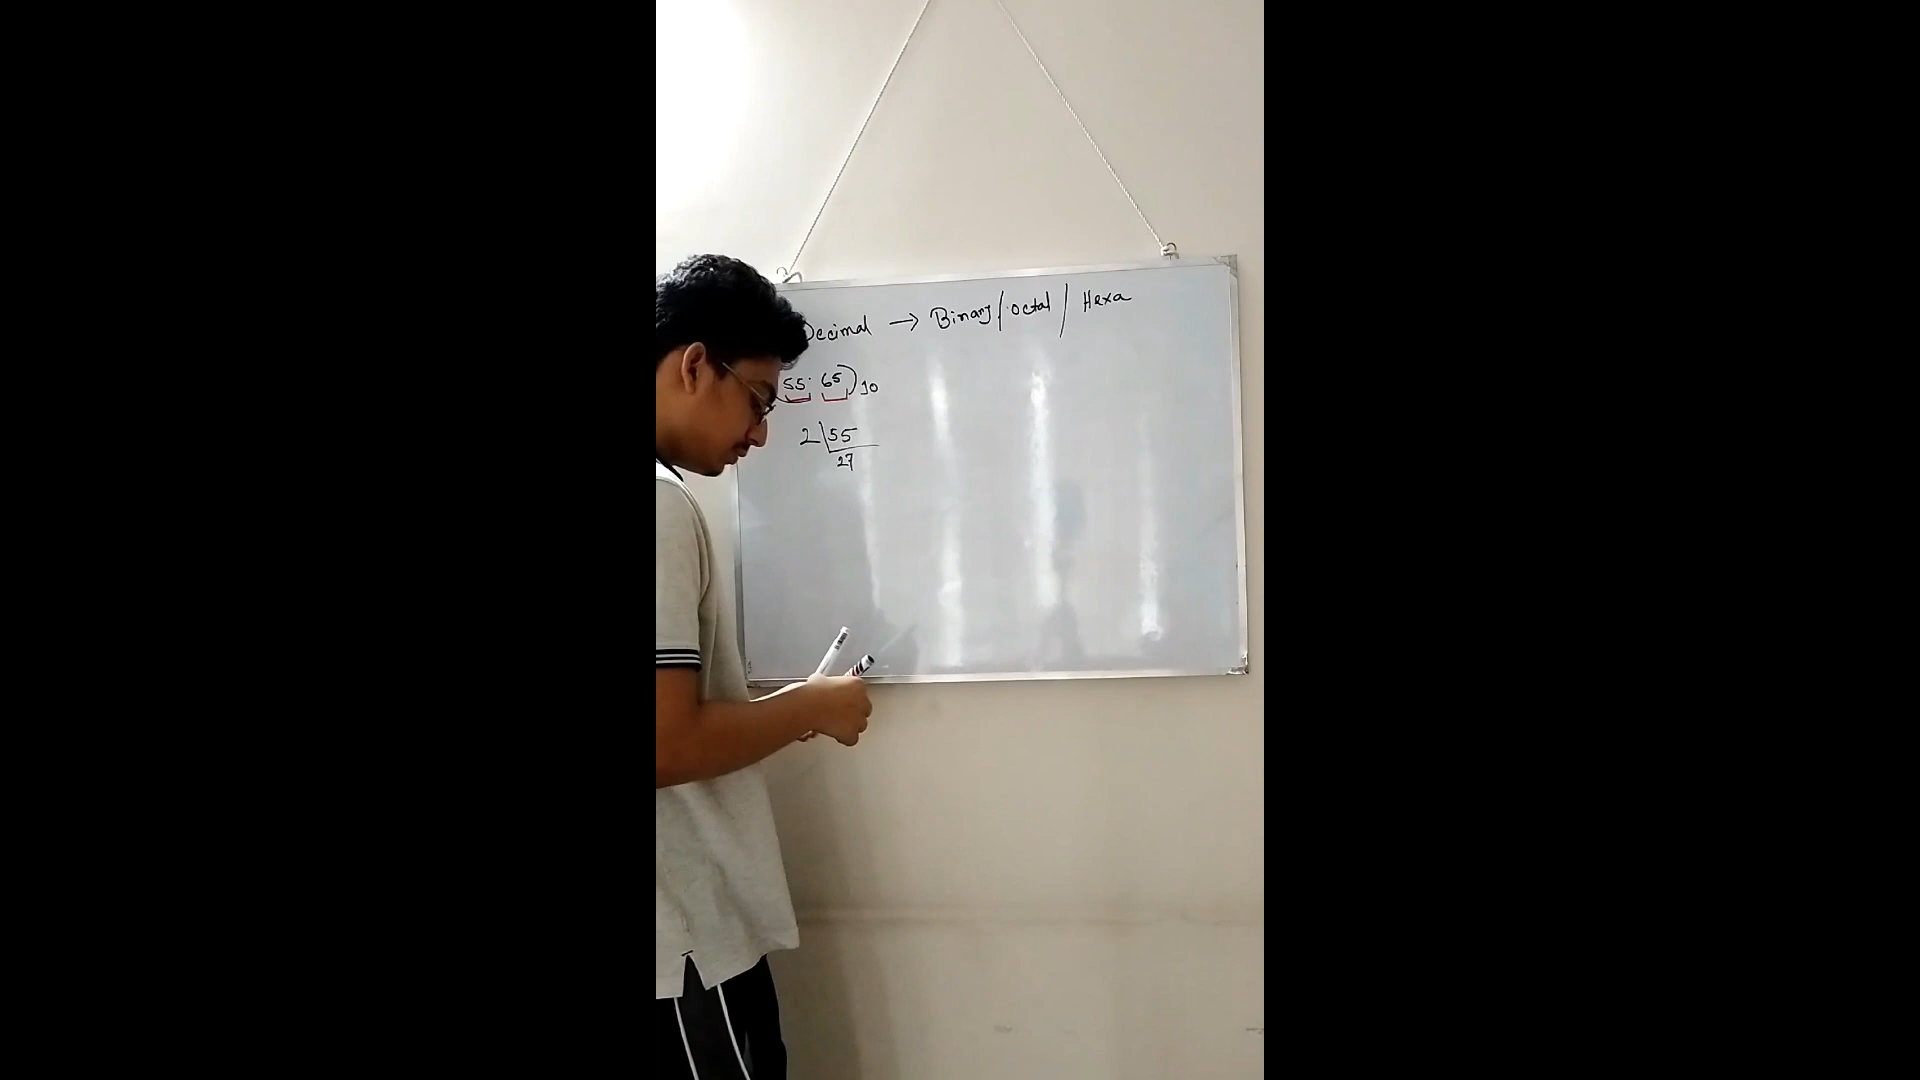 Decimal → Binary / Octal / Hexa
(55.65)10
2 | 55
27